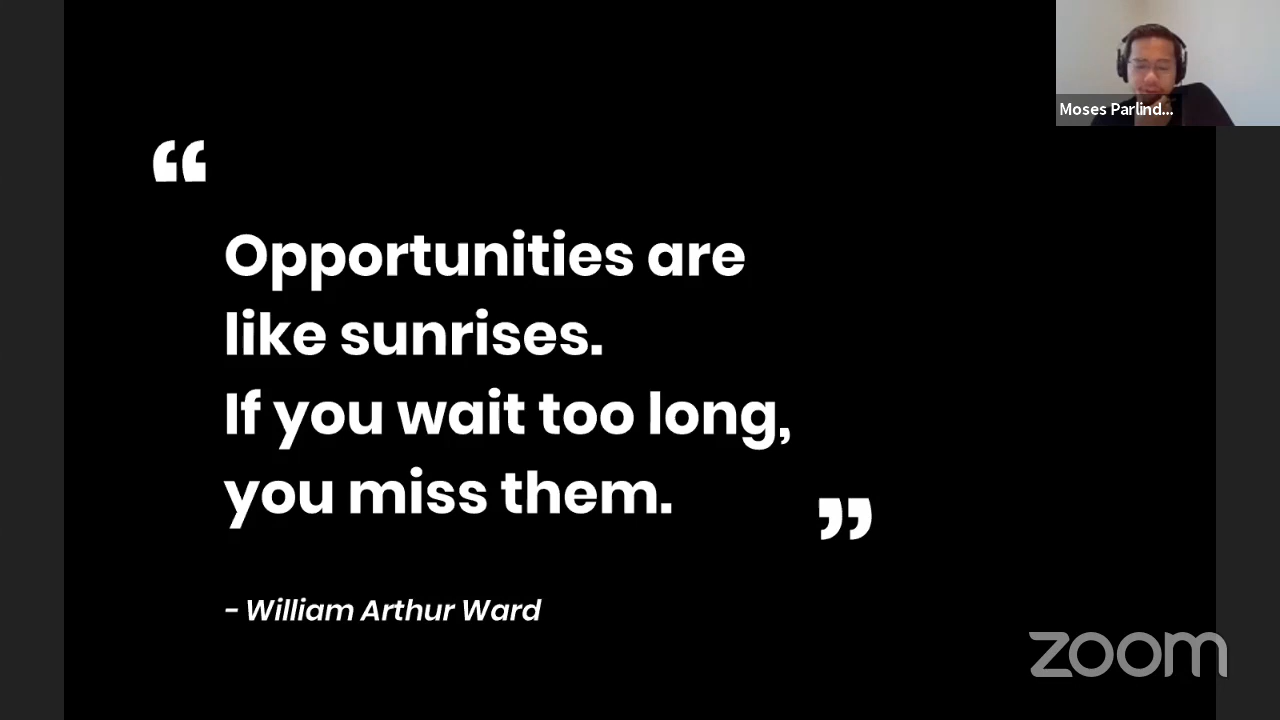 Moses Parlind...
“
Opportunities are
like sunrises.
If you wait too long,
you miss them.
”
- William Arthur Ward
zoom